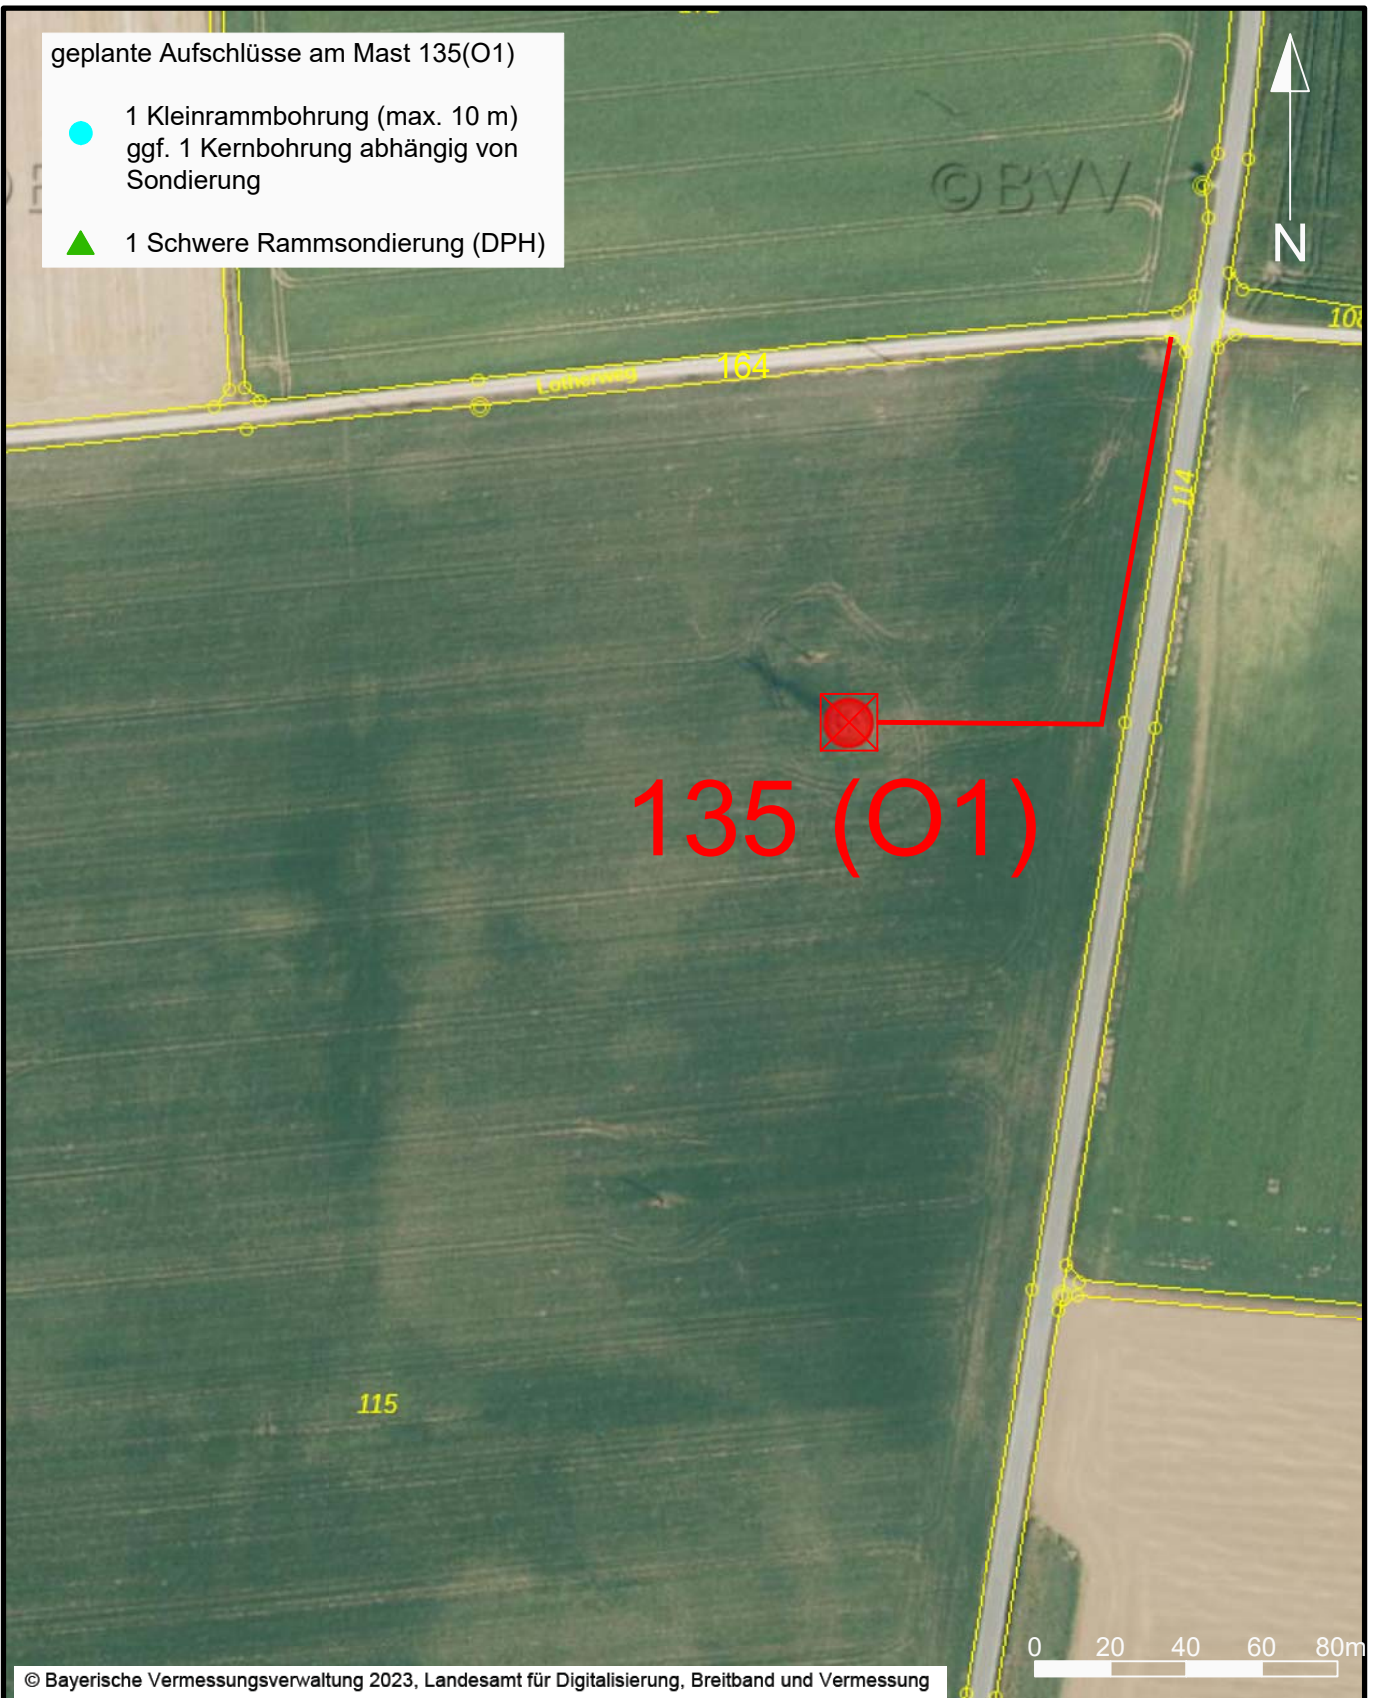 geplante Aufschlüsse am Mast 135(O1)
1 Kleinrammbohrung (max. 10 m)
ggf. 1 Kernbohrung abhängig von
Sondierung
1 Schwere Rammsondierung (DPH)
©BVV
N
108
164
Lotherweg
114
135 (O1)
115
0 20 40 60 80m
© Bayerische Vermessungsverwaltung 2023, Landesamt für Digitalisierung, Breitband und Vermessung